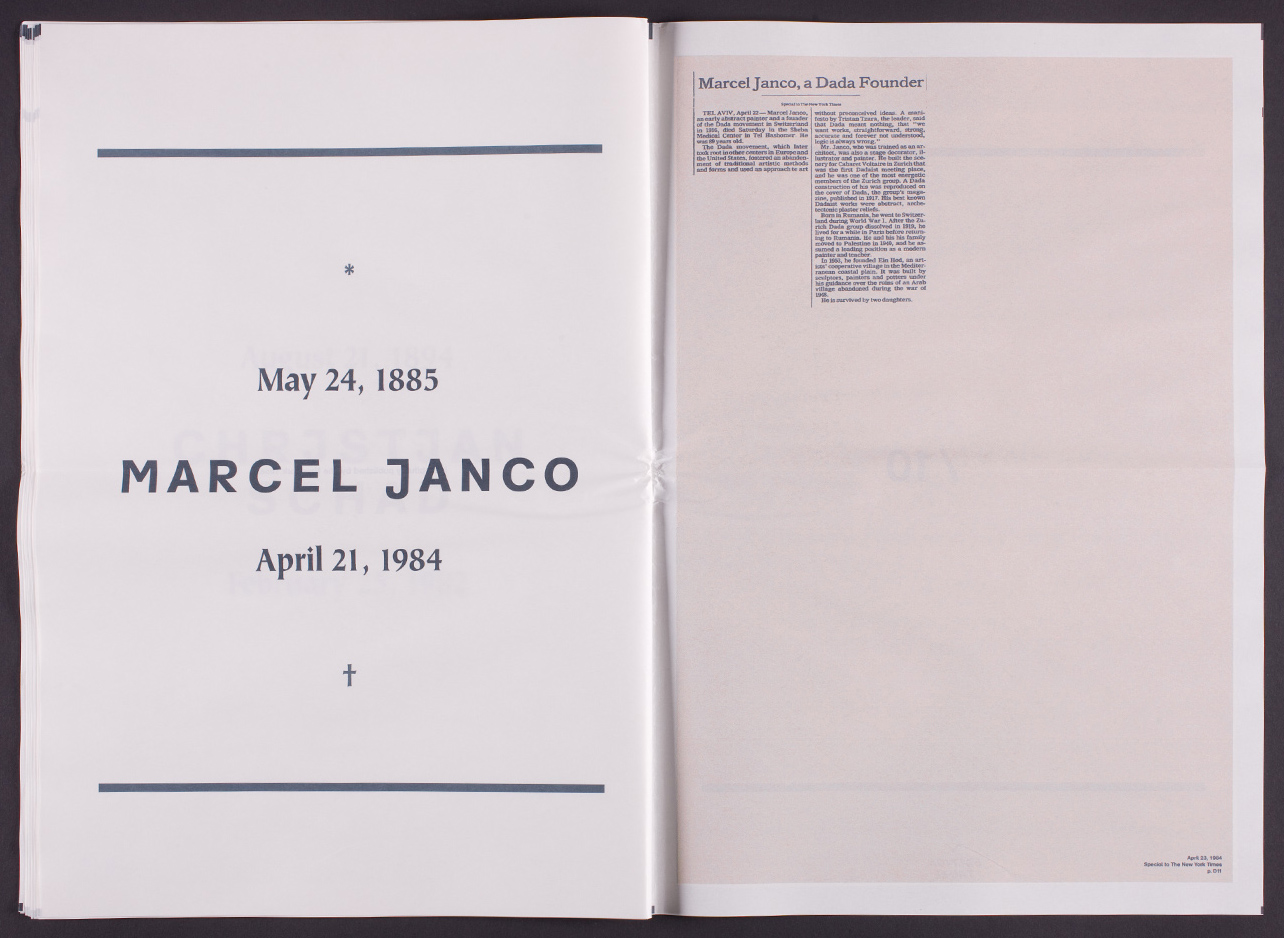 *
May 24, 1885
MARCEL JANCO
April 21, 1984
†
Marcel Janco, a Dada Founder
Special to The New York Times
TEL AVIV, April 22 — Marcel Janco,
an early abstract painter and a founder
of the Dada movement in Switzerland
in 1916, died Saturday in the Sheba
Medical Center in Tel Hashomer. He
was 89 years old.
The Dada movement, which later
took root in other centers in Europe and
the United States, fostered an abandon-
ment of traditional artistic methods
and forms and used an approach to art
without preconceived ideas. A mani-
festo by Tristan Tzara, the leader, said
that Dada meant nothing, that "we
want works, straightforward, strong,
accurate and forever not understood,
logic is always wrong."
Mr. Janco, who was trained as an ar-
chitect, was also a stage decorator, il-
lustrator and painter. He built the sce-
nery for Cabaret Voltaire in Zurich that
was the first Dadaist meeting place,
and he was one of the most energetic
members of the Zurich group. A Dada
construction of his was reproduced on
the cover of Dada, the group's maga-
zine, published in 1917. His best known
Dadaist works were abstract, archi-
tectonic plaster reliefs.
Born in Rumania, he went to Switzer-
land during World War I. After the Zu-
rich Dada group dissolved in 1919, he
lived for a while in Paris before return-
ing to Rumania. He and his his family
moved to Palestine in 1940, and he as-
sumed a leading position as a modern
painter and teacher.
In 1953, he founded Ein Hod, an art-
ists' cooperative village in the Mediter-
ranean coastal plain. It was built by
sculptors, painters and potters under
his guidance over the ruins of an Arab
village abandoned during the war of
1948.
He is survived by two daughters.
April 23, 1984
Special to The New York Times
p. D11